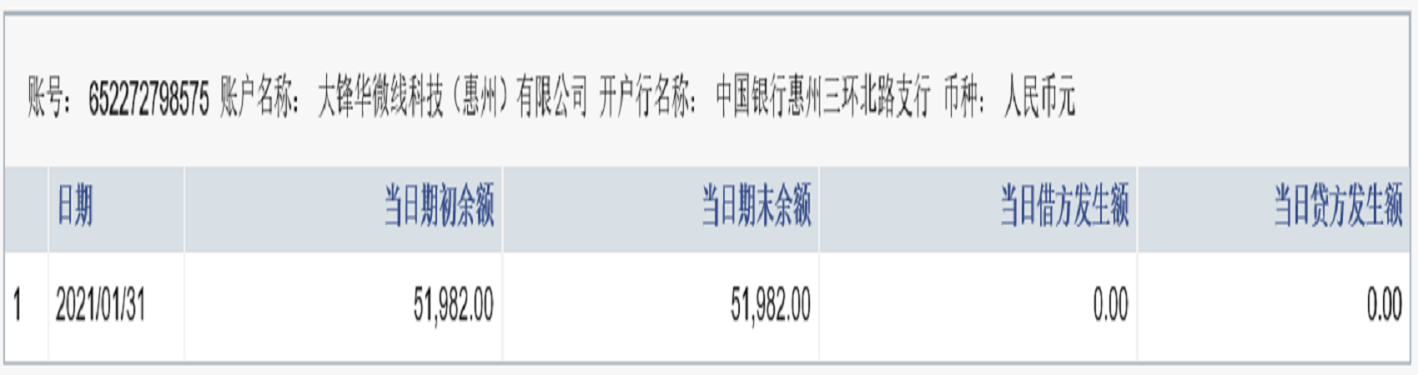 账号： 652272798575 账户名称： 大锋华微线科技（惠州）有限公司 开户行名称： 中国银行惠州三环北路支行 币种： 人民币元
日期 当日期初余额 当日期末余额 当日借方发生额 当日贷方发生额
1 2021/01/31 51,982.00 51,982.00 0.00 0.00